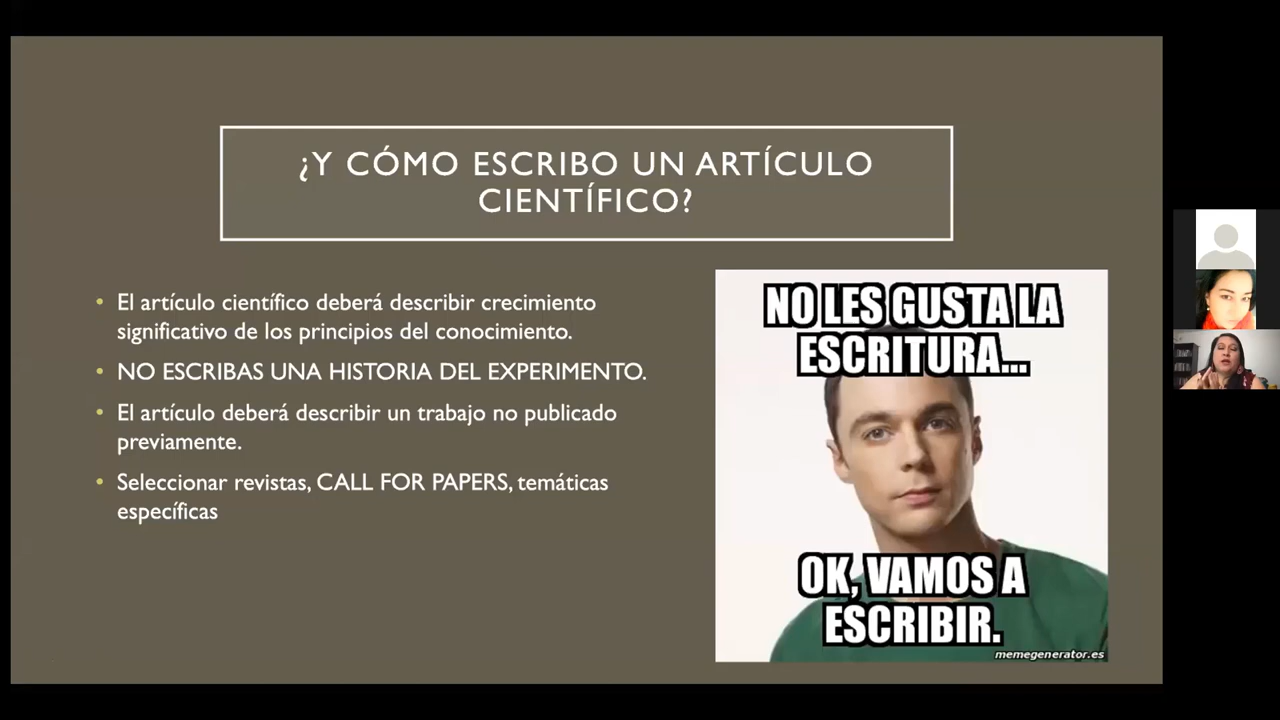 ¿Y CÓMO ESCRIBO UN ARTÍCULO
CIENTÍFICO?
• El artículo científico deberá describir crecimiento
significativo de los principios del conocimiento.
• NO ESCRIBAS UNA HISTORIA DEL EXPERIMENTO.
• El artículo deberá describir un trabajo no publicado
previamente.
• Seleccionar revistas, CALL FOR PAPERS, temáticas
específicas
NO LES GUSTA LA
ESCRITURA...
OK, VAMOS A
ESCRIBIR.
memegenerator.es